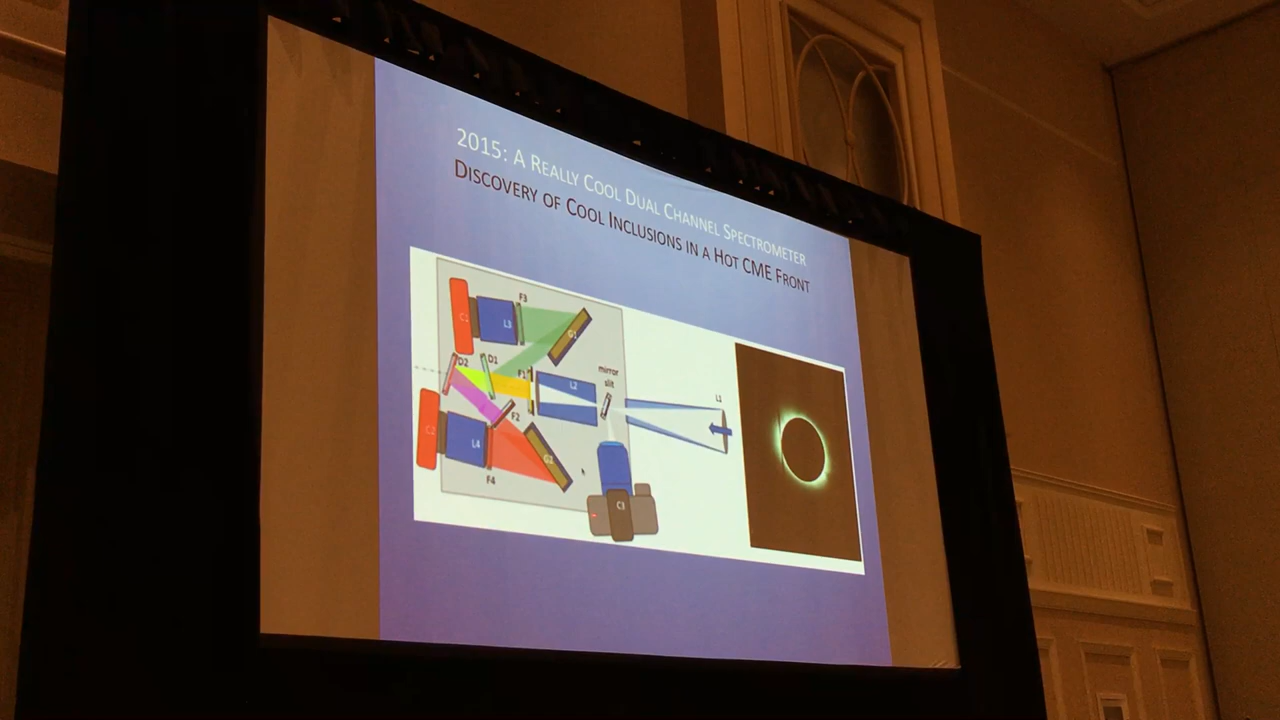 2015: A REALLY COOL DUAL CHANNEL SPECTROMETER
DISCOVERY OF COOL INCLUSIONS IN A HOT CME FRONT
F3
C1
L3
G1
D2
D1
F1
L2
mirror
slit
L1
C2
L4
F2
G2
F4
C3